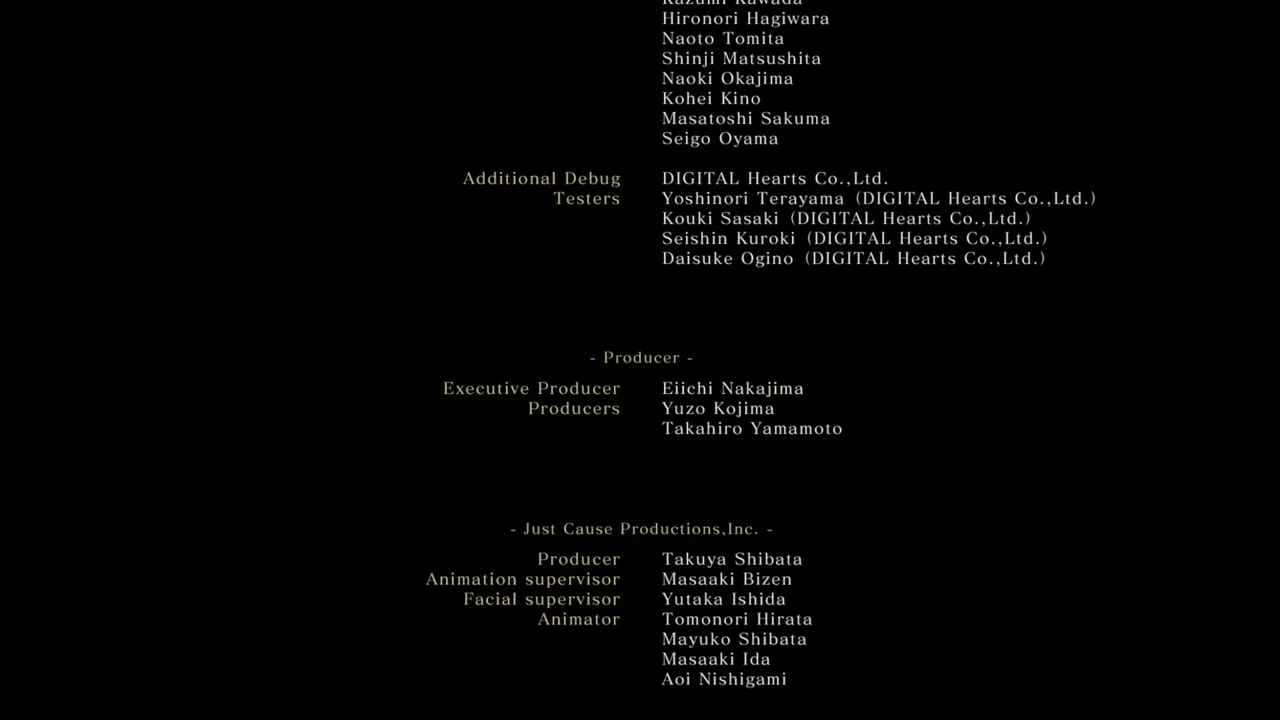 Kazumi Kawada
Hironori Hagiwara
Naoto Tomita
Shinji Matsushita
Naoki Okajima
Kohei Kino
Masatoshi Sakuma
Seigo Oyama
Additional Debug DIGITAL Hearts Co.,Ltd.
Testers Yoshinori Terayama (DIGITAL Hearts Co.,Ltd.)
Kouki Sasaki (DIGITAL Hearts Co.,Ltd.)
Seishin Kuroki (DIGITAL Hearts Co.,Ltd.)
Daisuke Ogino (DIGITAL Hearts Co.,Ltd.)
- Producer -
Executive Producer Eiichi Nakajima
Producers Yuzo Kojima
Takahiro Yamamoto
- Just Cause Productions,Inc. -
Producer Takuya Shibata
Animation supervisor Masaaki Bizen
Facial supervisor Yutaka Ishida
Animator Tomonori Hirata
Mayuko Shibata
Masaaki Ida
Aoi Nishigami